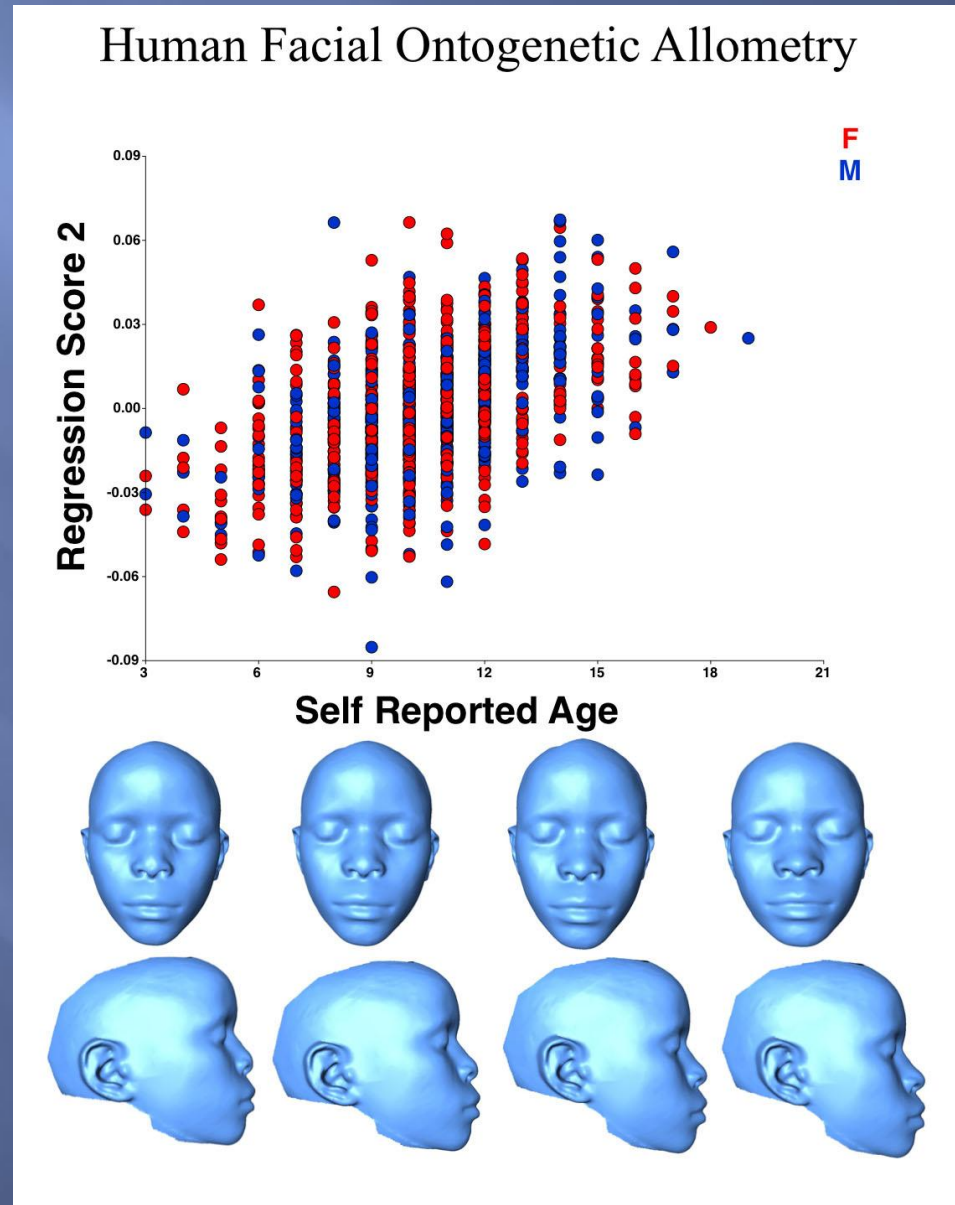 Human Facial Ontogenetic Allometry
F
M
0.09
0.06
0.03
0.00
-0.03
-0.06
-0.09
Regression Score 2
3 6 9 12 15 18 21
Self Reported Age